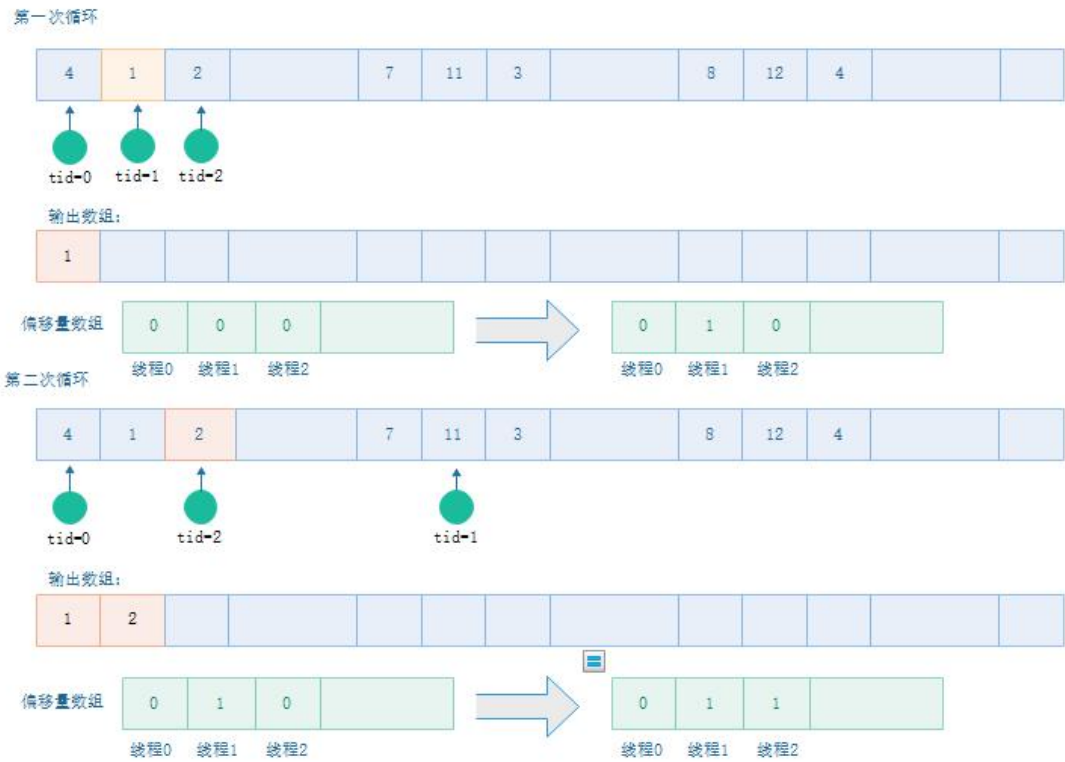 第一次循环
4 1 2 7 11 3 8 12 4
tid=0 tid=1 tid=2
输出数组:
1
偏移量数组 0 0 0 0 1 0
线程0 线程1 线程2 线程0 线程1 线程2
第二次循环
4 1 2 7 11 3 8 12 4
tid=0 tid=2 tid=1
输出数组:
1 2
偏移量数组 0 1 0 0 1 1
线程0 线程1 线程2 线程0 线程1 线程2